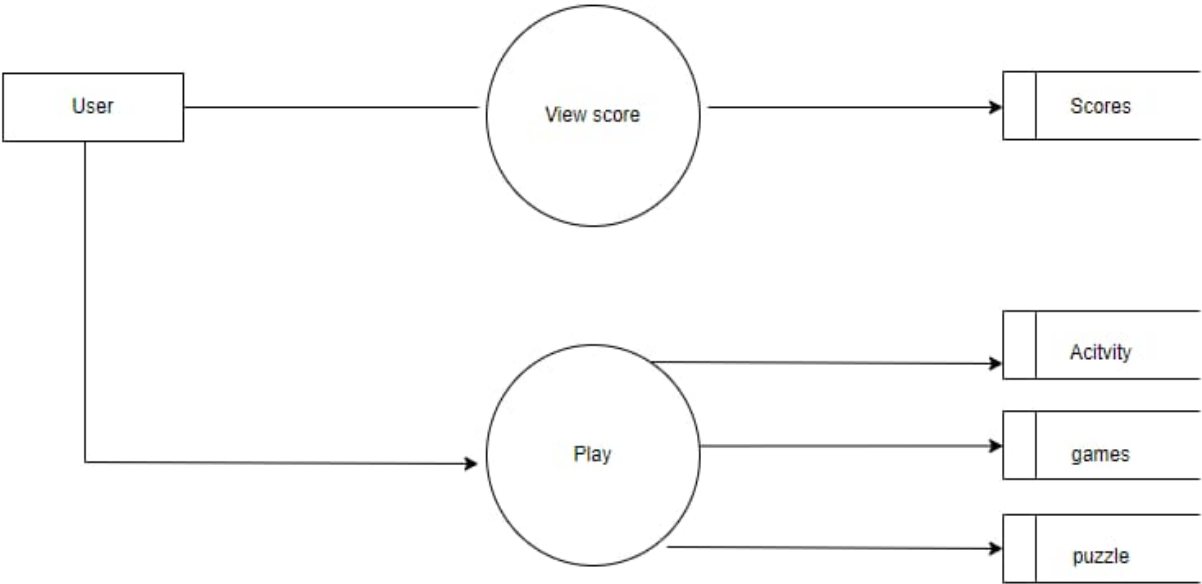 User
View score
Scores
Acitvity
Play
games
puzzle